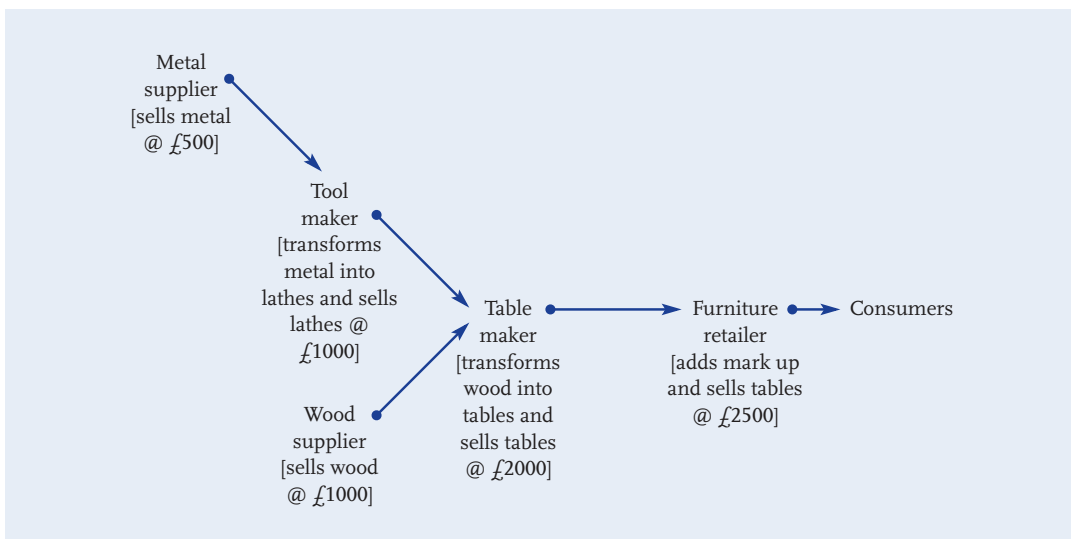 Metal
supplier
[sells metal
@ £500]
Tool
maker
[transforms
metal into
lathes and sells
lathes @
£1000]
Wood
supplier
[sells wood
@ £1000]
Table
maker
[transforms
wood into
tables and
sells tables
@ £2000]
Furniture
retailer
[adds mark up
and sells tables
@ £2500]
Consumers